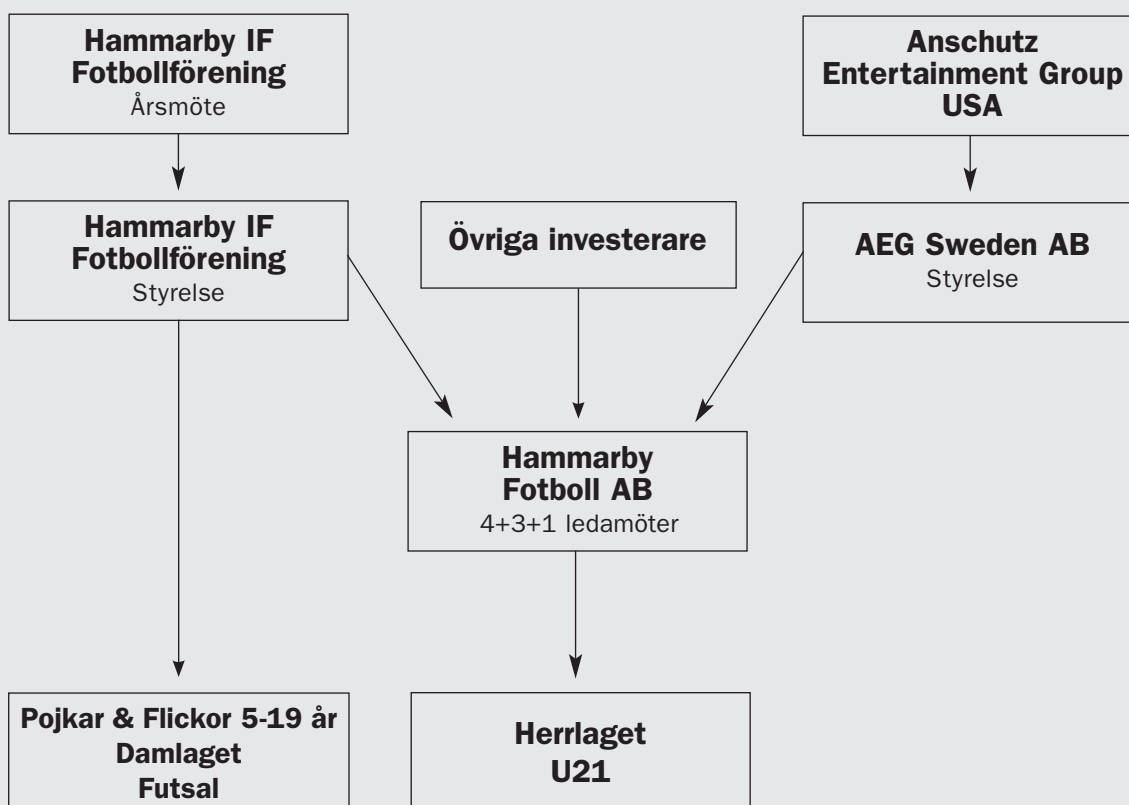 Hammarby IF
Fotbollförening
Årsmöte
Anschutz
Entertainment Group
USA
Hammarby IF
Fotbollförening
Styrelse
Övriga investerare
AEG Sweden AB
Styrelse
Hammarby
Fotboll AB
4+3+1 ledamöter
Pojkar & Flickor 5-19 år
Damlaget
Futsal
Herrlaget
U21